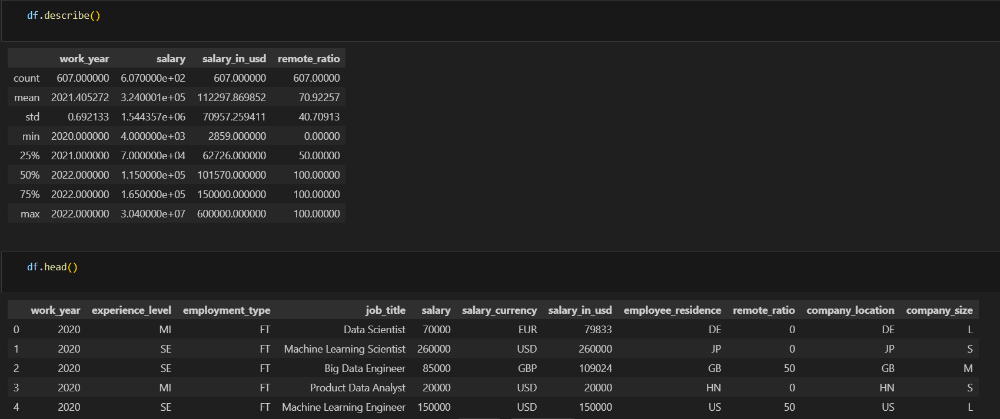 df.describe()
work_year salary salary_in_usd remote_ratio
count 607.000000 6.070000e+02 607.000000 607.00000
mean 2021.405272 3.240001e+05 112297.869852 70.92257
std 0.692133 1.544357e+06 70957.259411 40.70913
min 2020.000000 4.000000e+03 2859.000000 0.00000
25% 2021.000000 7.000000e+04 62726.000000 50.00000
50% 2022.000000 1.150000e+05 101570.000000 100.00000
75% 2022.000000 1.650000e+05 150000.000000 100.00000
max 2022.000000 3.040000e+07 600000.000000 100.00000
df.head()
work_year experience_level employment_type job_title salary salary_currency salary_in_usd employee_residence remote_ratio company_location company_size
0 2020 MI FT Data Scientist 70000 EUR 79833 DE 0 DE L
1 2020 SE FT Machine Learning Scientist 260000 USD 260000 JP 0 JP S
2 2020 SE FT Big Data Engineer 85000 GBP 109024 GB 50 GB M
3 2020 MI FT Product Data Analyst 20000 USD 20000 HN 0 HN S
4 2020 SE FT Machine Learning Engineer 150000 USD 150000 US 50 US L